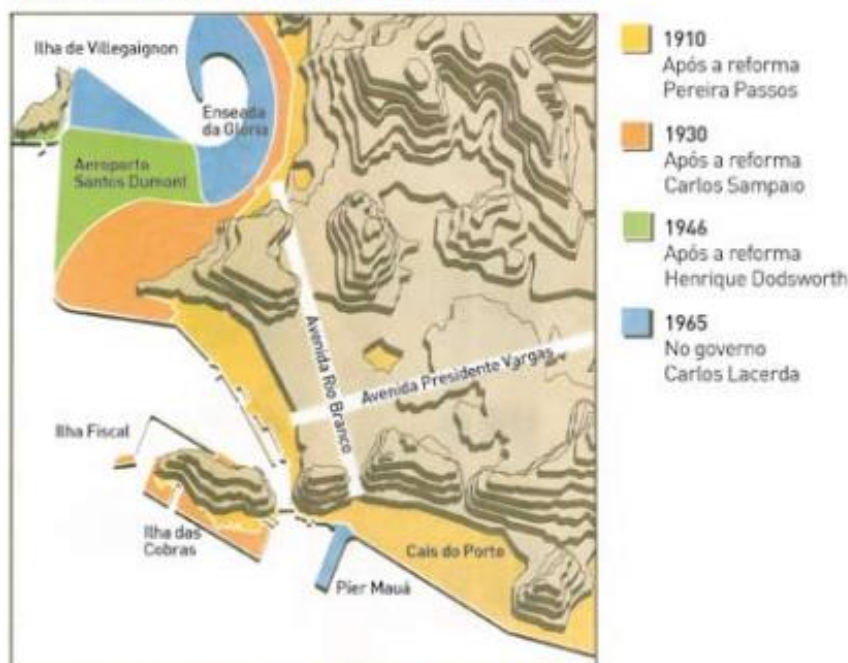 Ilha de Villegaignon
Enseada
da Glória
Aeroporto
Santos Dumont
Avenida Rio Branco
Avenida Presidente Vargas
Ilha Fiscal
Ilha das
Cobras
Píer Mauá
Cais do Porto
1910
Após a reforma
Pereira Passos
1930
Após a reforma
Carlos Sampaio
1946
Após a reforma
Henrique Dodsworth
1965
No governo
Carlos Lacerda